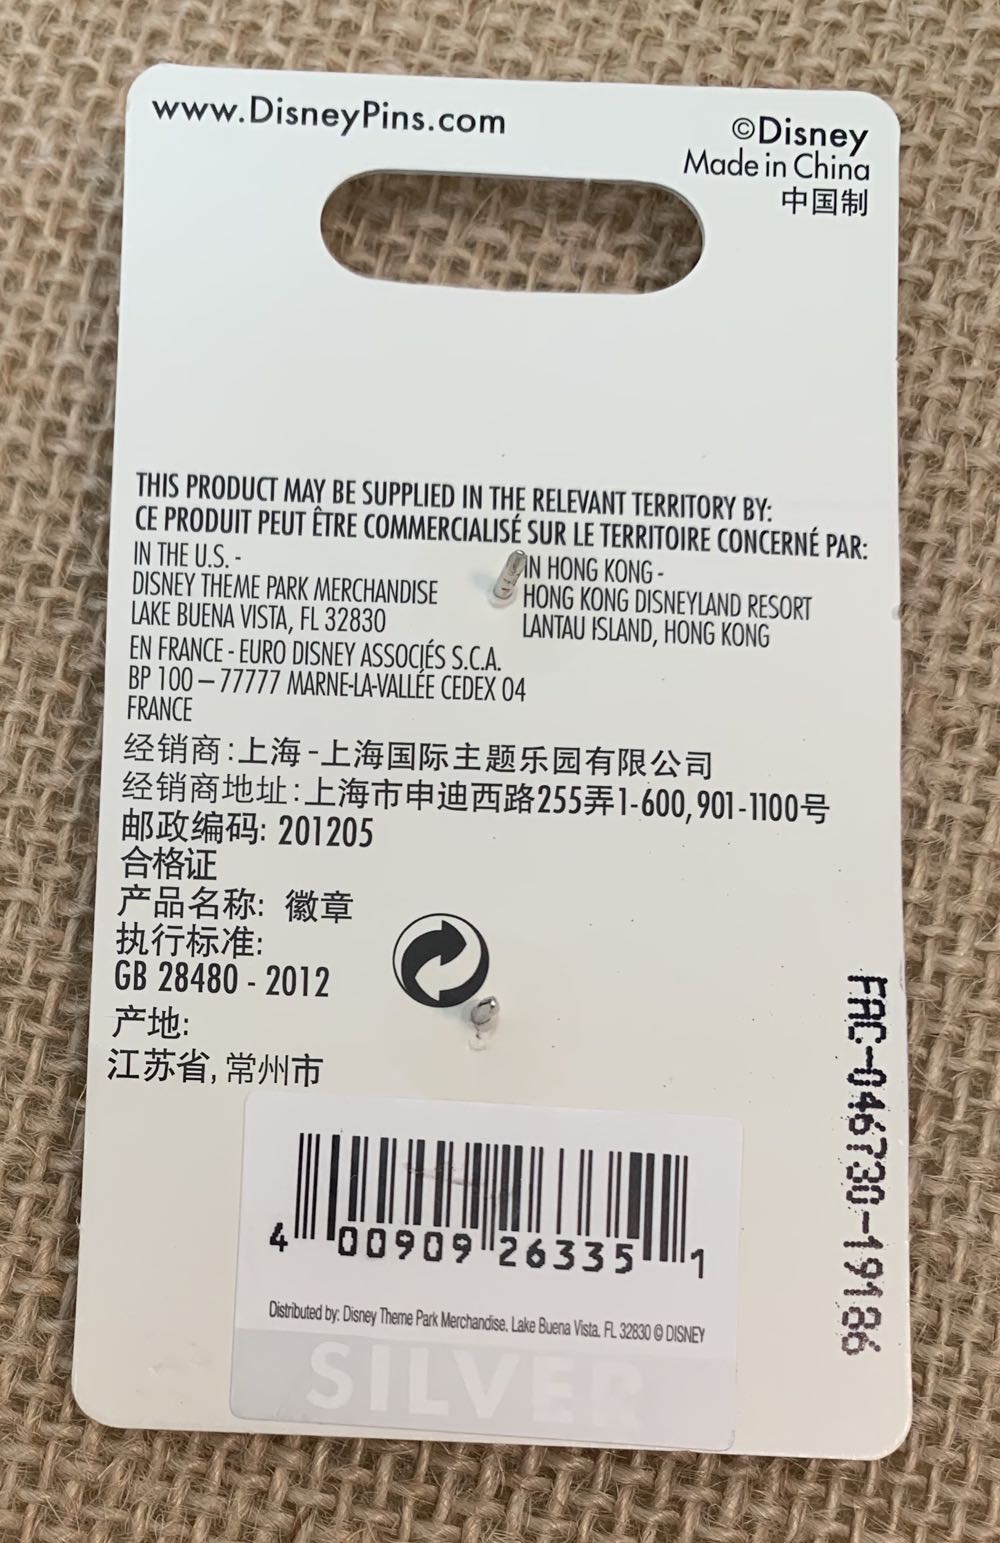 www.DisneyPins.com
©Disney
Made in China
中国制
THIS PRODUCT MAY BE SUPPLIED IN THE RELEVANT TERRITORY BY:
CE PRODUIT PEUT ÊTRE COMMERCIALISÉ SUR LE TERRITOIRE CONCERNÉ PAR:
IN THE U.S. -
DISNEY THEME PARK MERCHANDISE
LAKE BUENA VISTA, FL 32830
IN HONG KONG -
HONG KONG DISNEYLAND RESORT
LANTAU ISLAND, HONG KONG
EN FRANCE - EURO DISNEY ASSOCIÉS S.C.A.
BP 100 – 77777 MARNE-LA-VALLÉE CEDEX 04
FRANCE
经销商:上海-上海国际主题乐园有限公司
经销商地址:上海市申迪西路255弄1-600,901-1100号
邮政编码: 201205
合格证
产品名称: 徽章
执行标准:
GB 28480 - 2012
产地:
江苏省,常州市
FAC-046730-19186
4 00909 26335 1
Distributed by: Disney Theme Park Merchandise, Lake Buena Vista, FL 32830 © DISNEY
SILVER